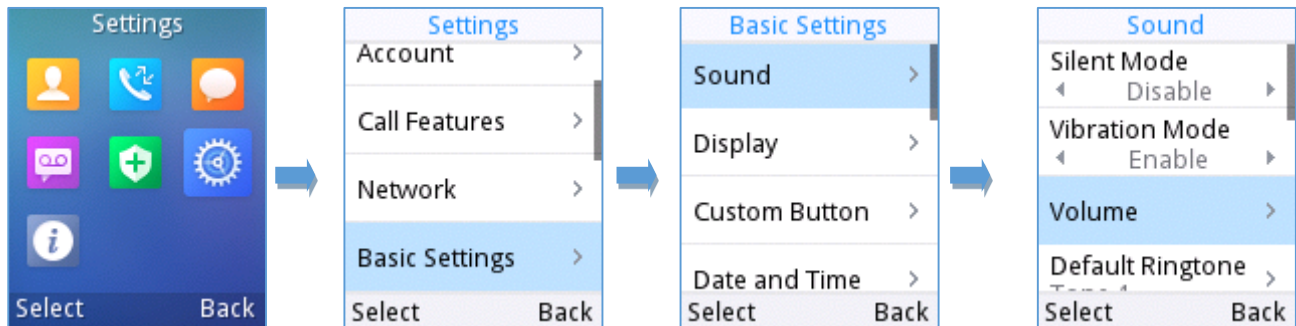 Settings
Select Back
Settings
Account
Call Features
Network
Basic Settings
Select Back
Basic Settings
Sound
Display
Custom Button
Date and Time
Select Back
Sound
Silent Mode
Disable
Vibration Mode
Enable
Volume
Default Ringtone
Select Back